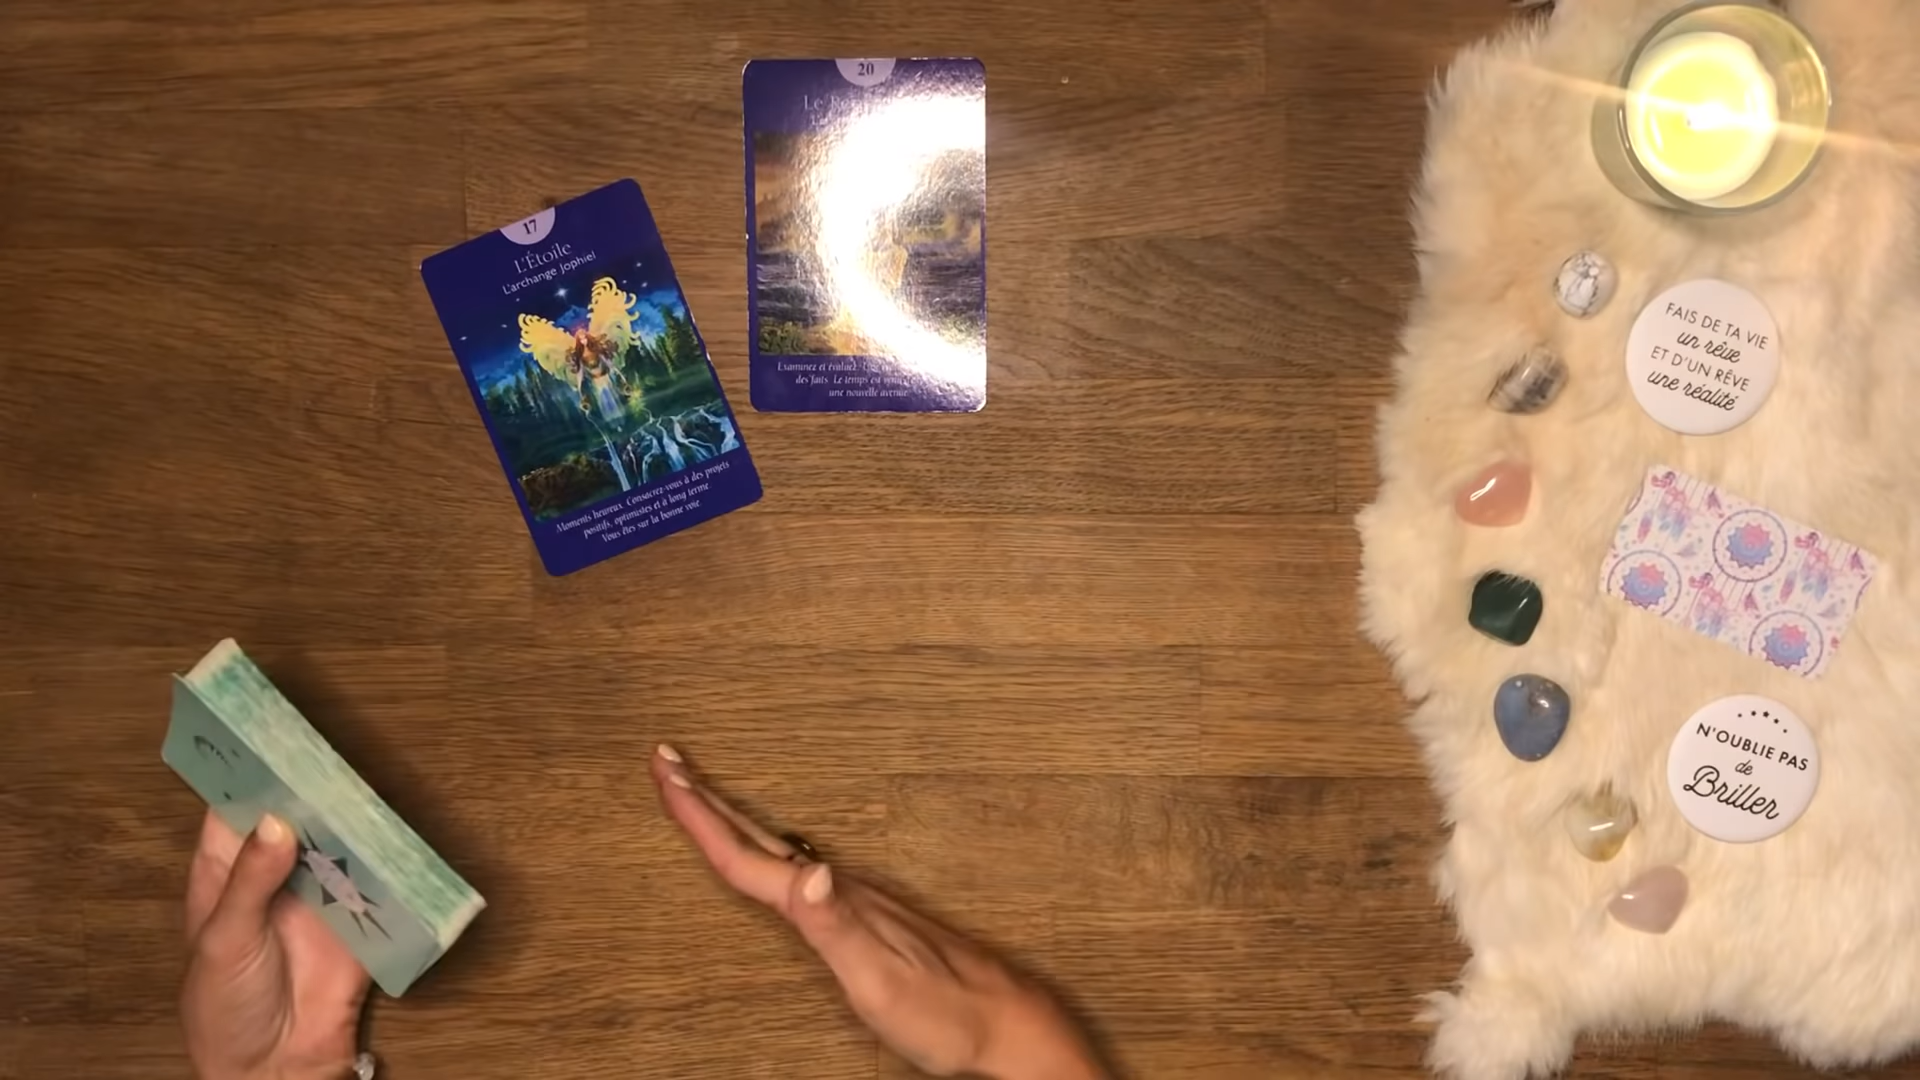 17
L'Étoile
L'archange Jophiel
Moments heureux. Consacrez-vous à des projets
positifs, optimistes et à long terme.
Vous êtes sur la bonne voie.
20
Le
Examinez et évaluez.
des faits. Le temps est
une nouvelle avenue.
FAIS DE TA VIE
un rêve
ET D'UN RÊVE
une réalité
N'OUBLIE PAS
de
Briller